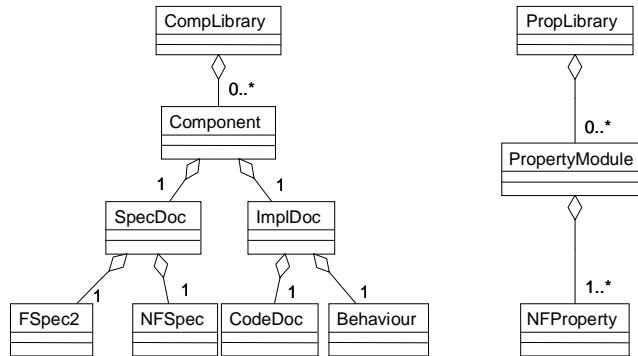 CompLibrary PropLibrary
0..*
Component 0..*
PropertyModule
1 1
SpecDoc ImplDoc
1 1 1 1 1..*
FSpec2 NFSpec CodeDoc Behaviour NFProperty